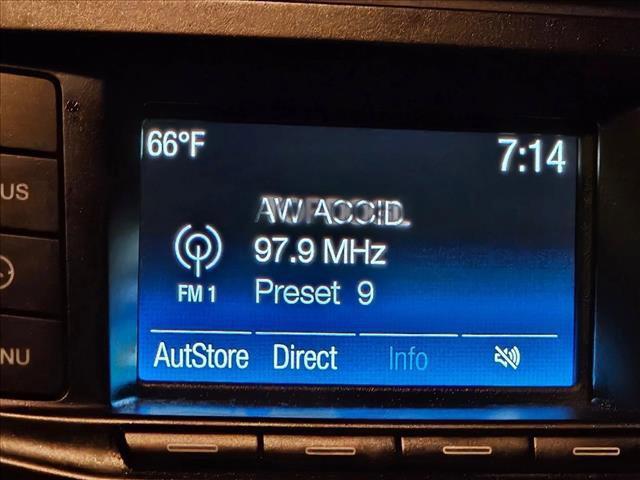 66°F
7:14
97.9 MHz
FM 1
Preset 9
AutStore Direct Info
US
NU